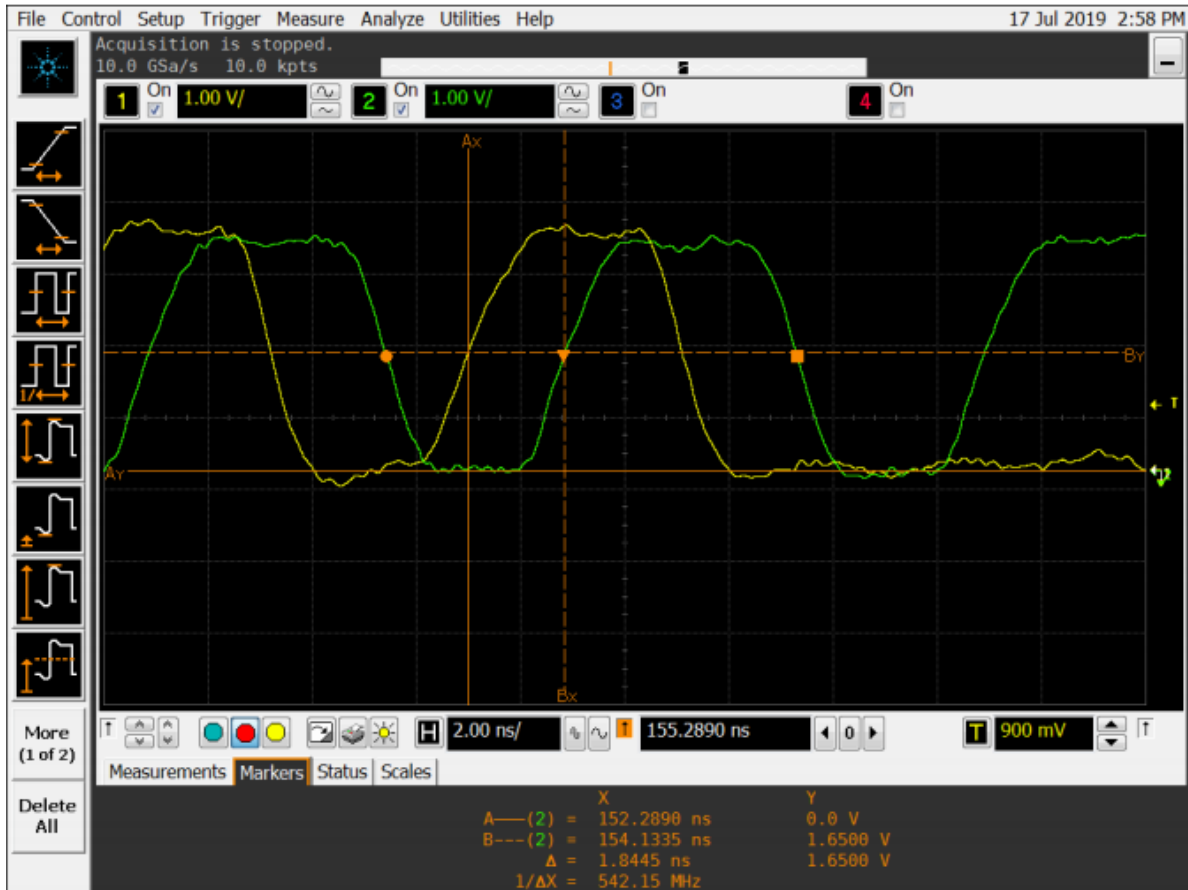 File Control Setup Trigger Measure Analyze Utilities Help 17 Jul 2019 2:58 PM
Acquisition is stopped.
10.0 GSa/s 10.0 kpts
1 On 1.00 V/ 2 On 1.00 V/ 3 On 4 On
Ax
BY
T
AY
1/
Bx
More
(1 of 2)
H 2.00 ns/ 155.2890 ns 0 T 900 mV
Measurements Markers Status Scales
Delete
All
X Y
A——(2) = 152.2890 ns 0.0 V
B---(2) = 154.1335 ns 1.6500 V
Δ = 1.8445 ns 1.6500 V
1/ΔX = 542.15 MHz